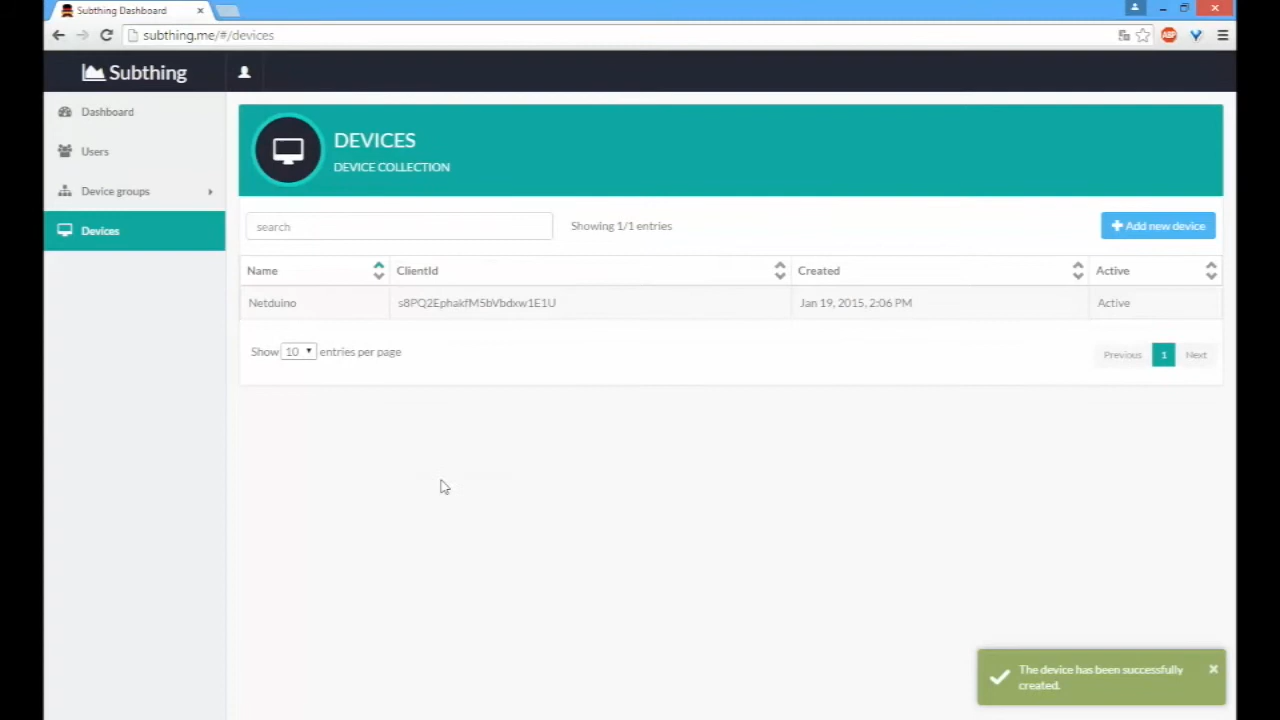 Subthing Dashboard
subthing.me/#/devices
ABP
Subthing
Dashboard
Users
Device groups
Devices
DEVICES
DEVICE COLLECTION
search
Showing 1/1 entries
Add new device
Name
ClientId
Created
Active
Netduino
s8PQ2EphakfM5bVbdxw1E1U
Jan 19, 2015, 2:06 PM
Active
Show 10 entries per page
Previous
1
Next
The device has been successfully
created.